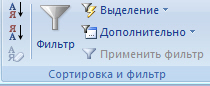 А
Я
Выделение
Я
А
Дополнительно
Фильтр
А
Я
Применить фильтр
Сортировка и фильтр